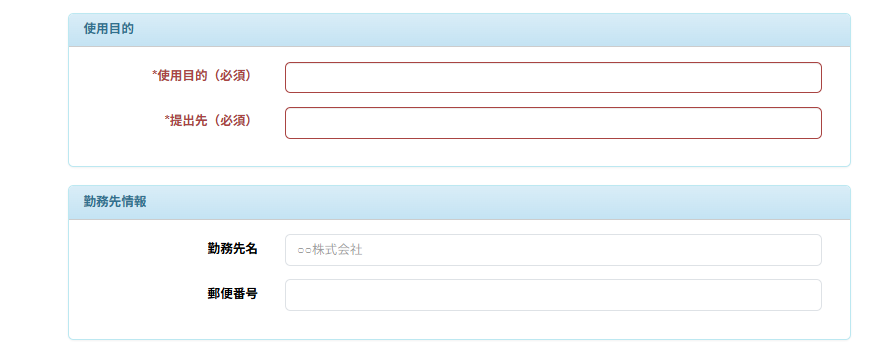 使用目的
*使用目的（必須）
*提出先（必須）
勤務先情報
勤務先名
○○株式会社
郵便番号